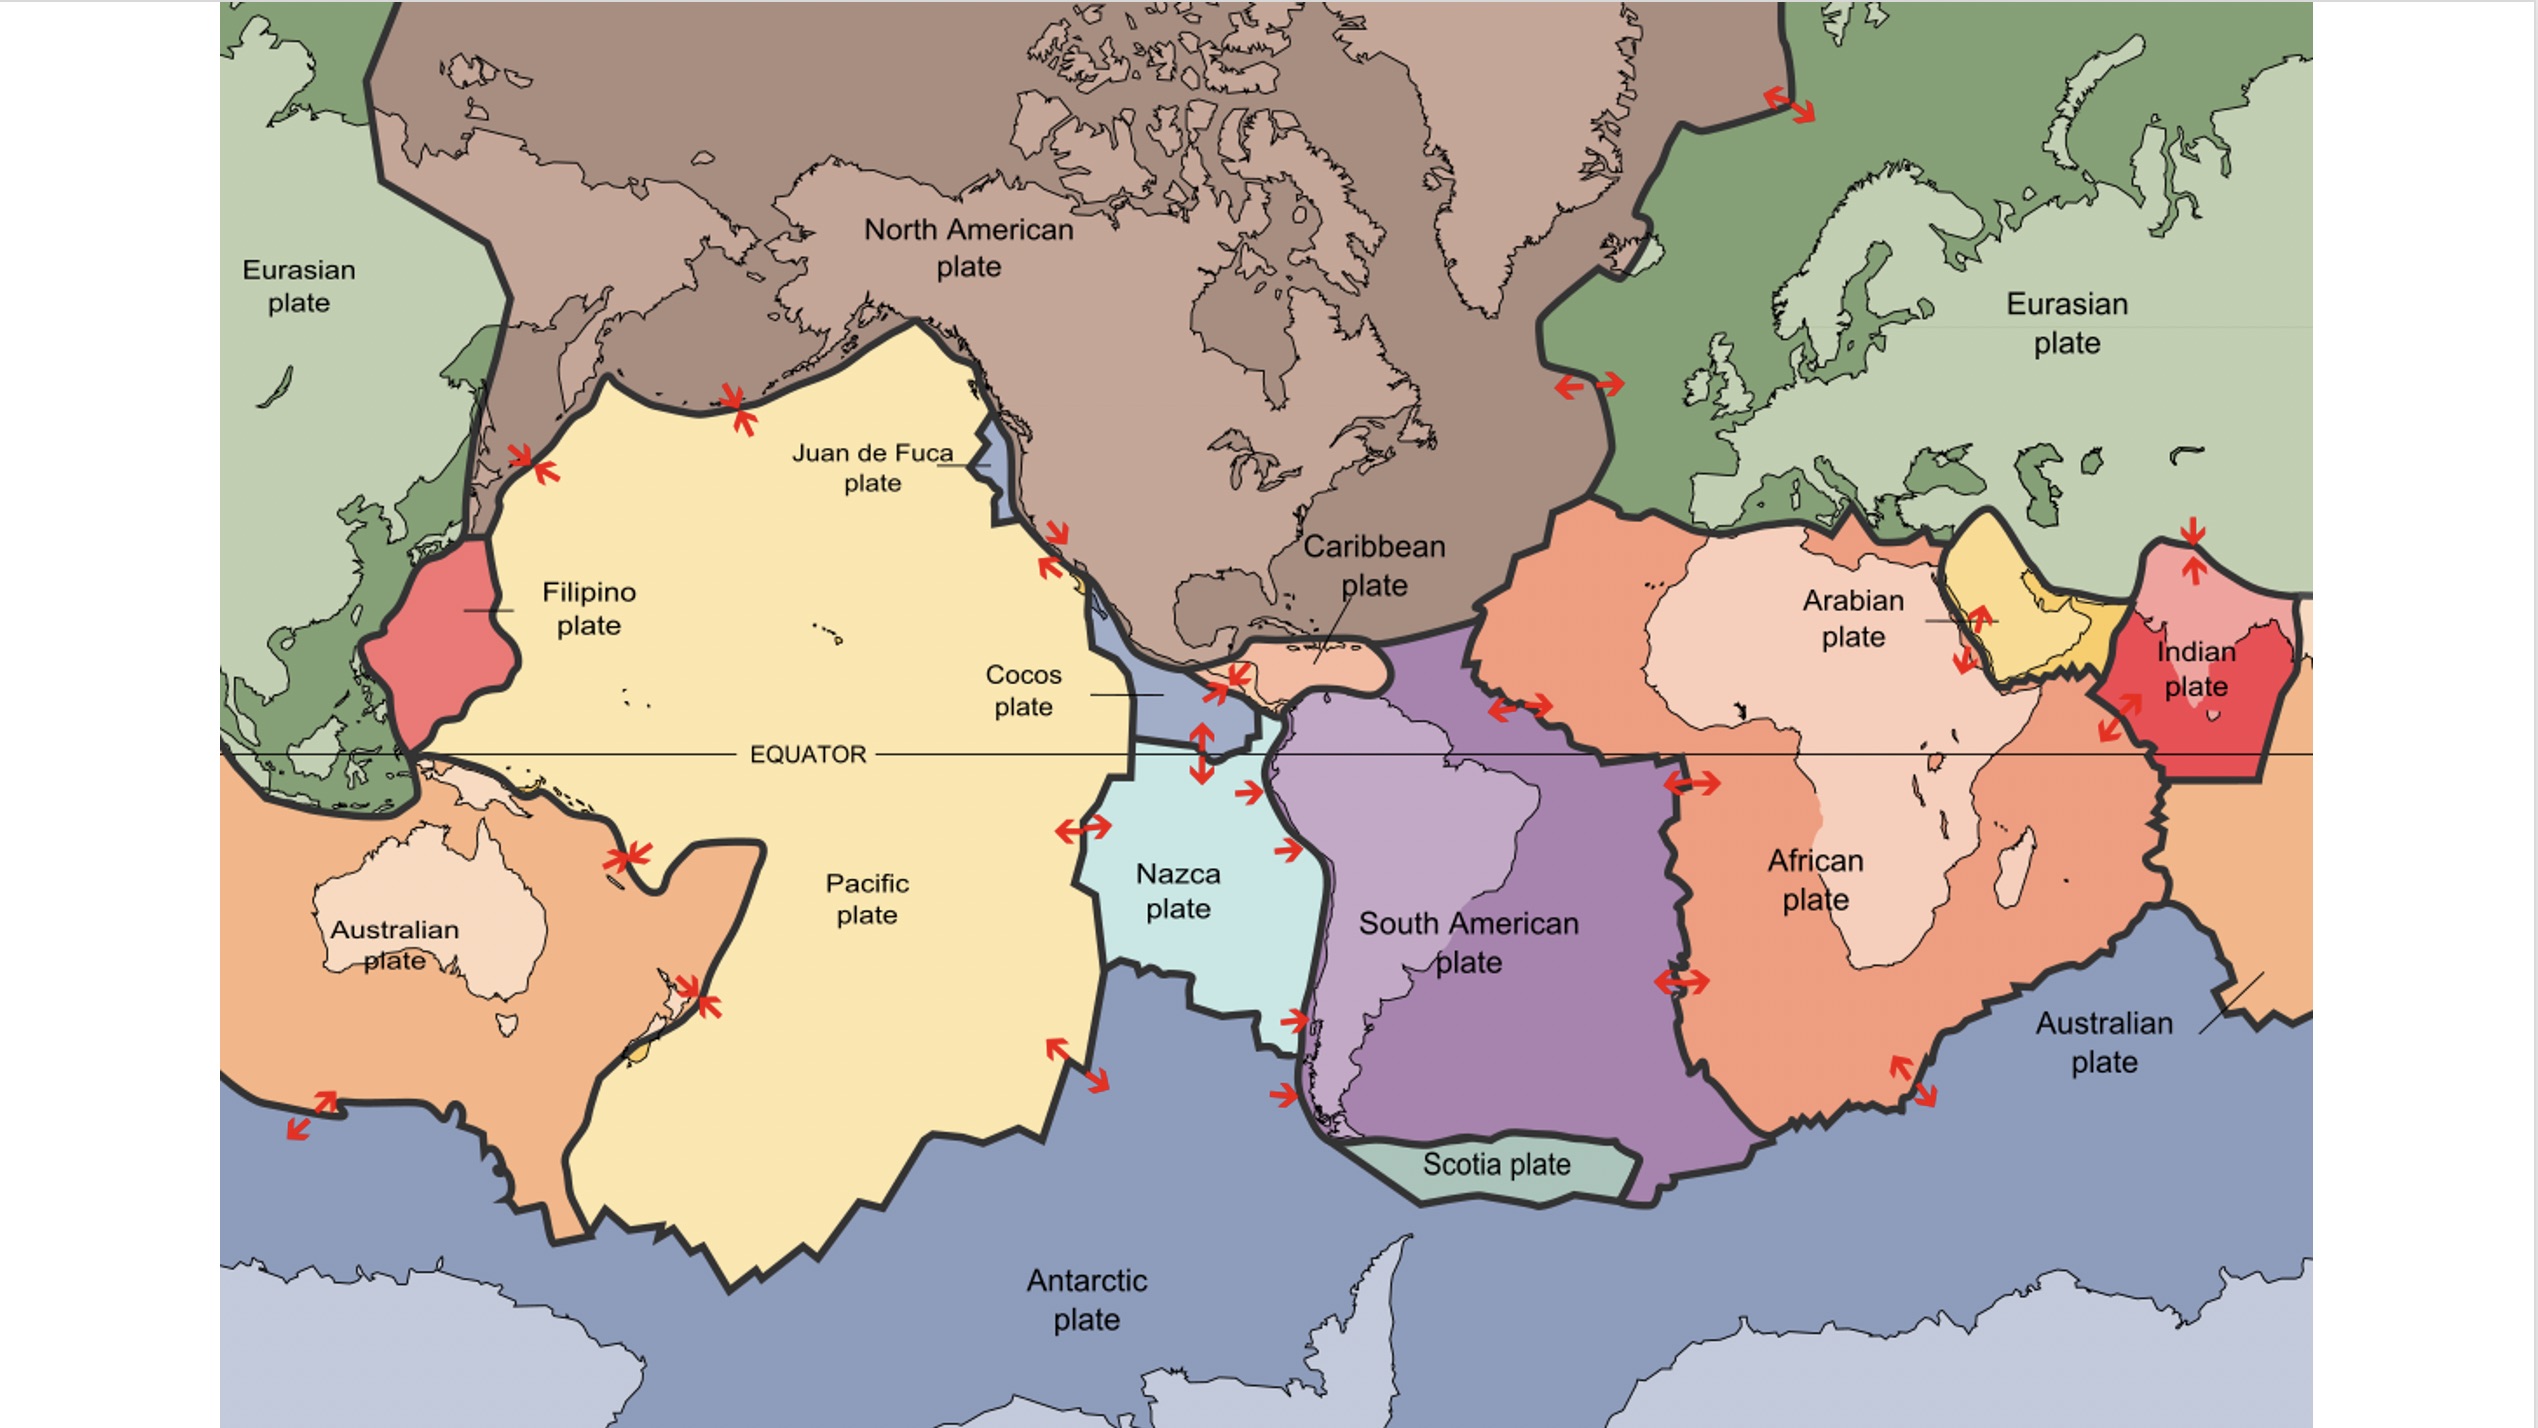 North American
plate
Eurasian
plate
Eurasian
plate
Juan de Fuca
plate
Caribbean
plate
Filipino
plate
Arabian
plate
Indian
plate
Cocos
plate
EQUATOR
African
plate
Nazca
plate
Pacific
plate
South American
plate
Australian
plate
Australian
plate
Scotia plate
Antarctic
plate